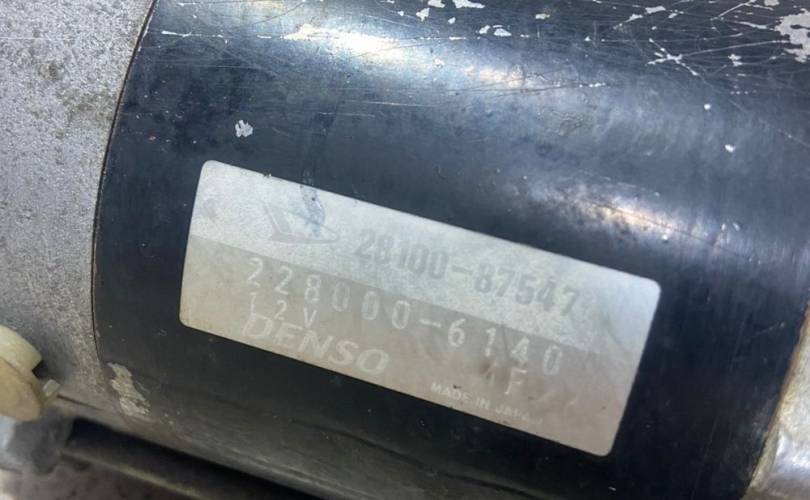 28100-87547
228000-6140
12V
DENSO
MADE IN JAPAN